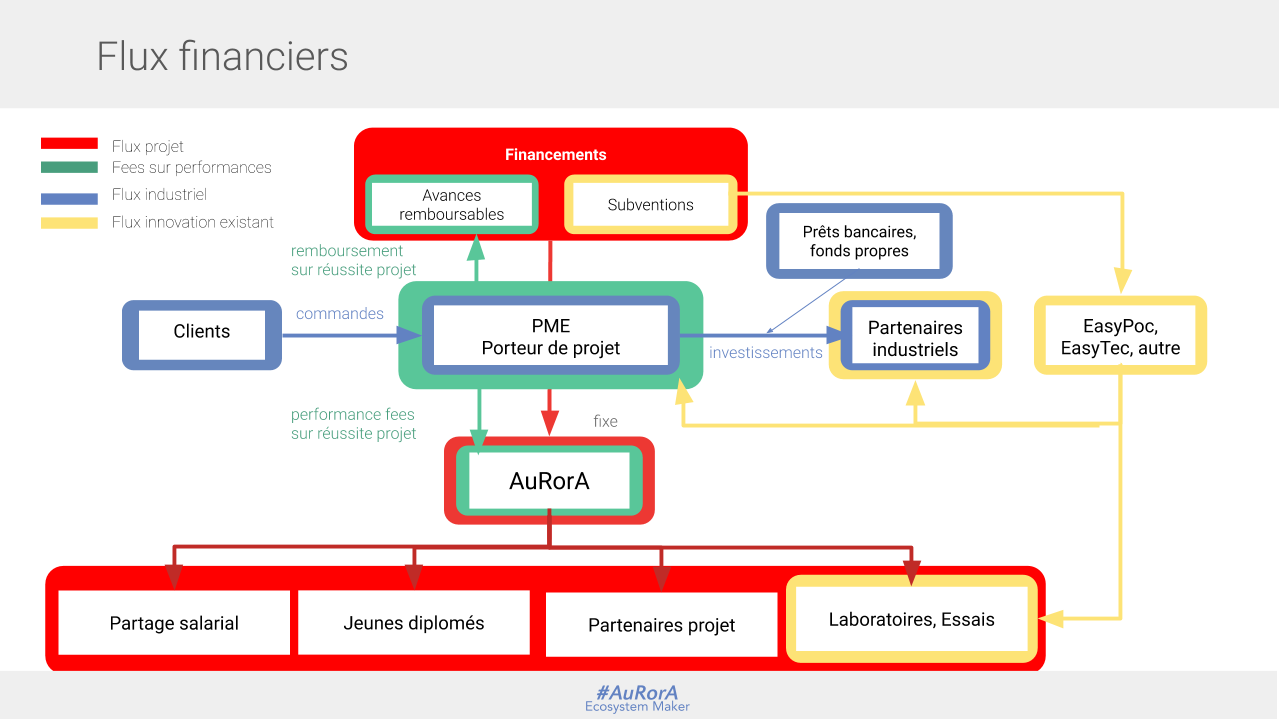 Flux financiers
Flux projet
Fees sur performances
Flux industriel
Flux innovation existant
Financements
Avances
remboursables
Subventions
Prêts bancaires,
fonds propres
remboursement
sur réussite projet
commandes
Clients
PME
Porteur de projet
investissements
Partenaires
industriels
EasyPoc,
EasyTec, autre
performance fees
sur réussite projet
fixe
AuRorA
Partage salarial
Jeunes diplomés
Partenaires projet
Laboratoires, Essais
#AuRorA
Ecosystem Maker